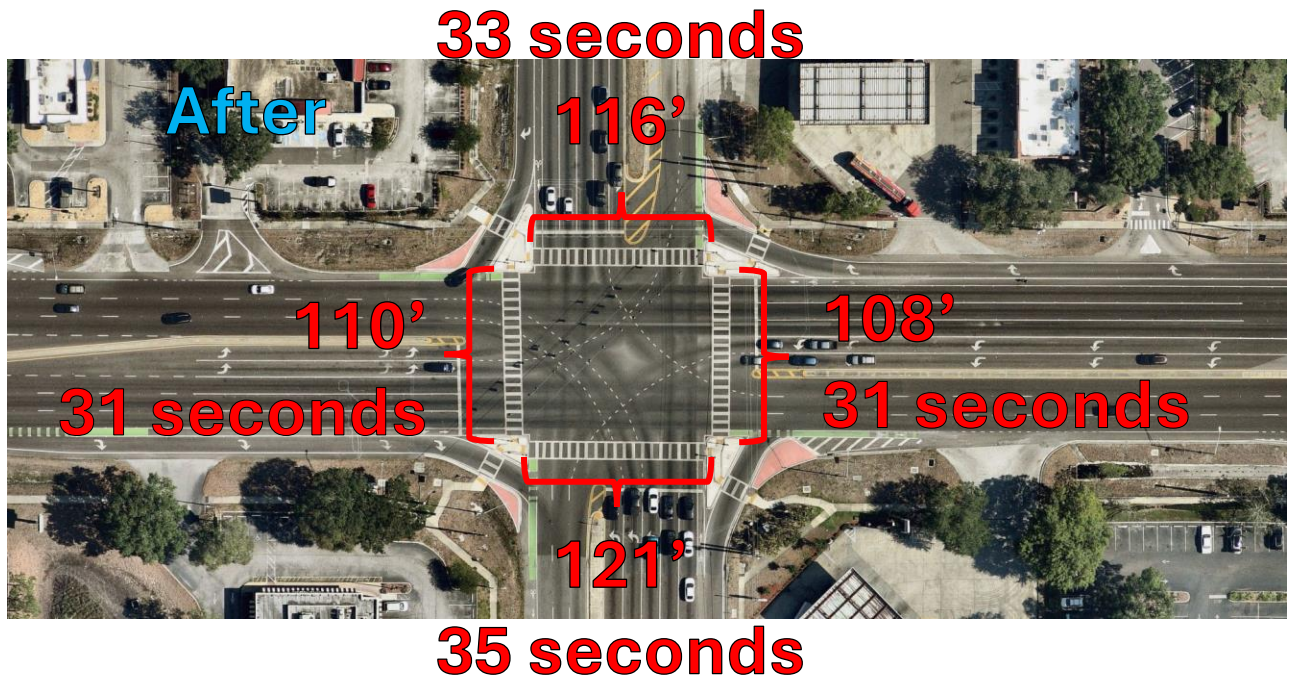 33 seconds
After
116’
110’
108’
31 seconds
31 seconds
121’
35 seconds